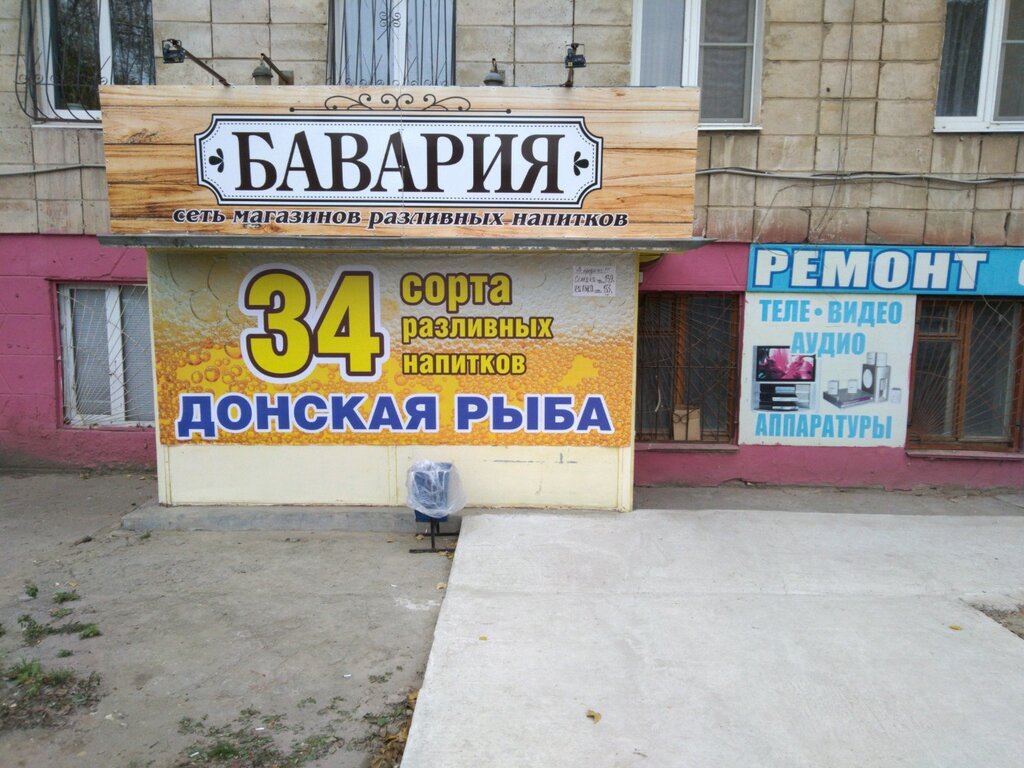 БАВАРИЯ
сеть магазинов разливных напитков
34 сорта
разливных
напитков
ДОНСКАЯ РЫБА
РЕМОНТ
ТЕЛЕ • ВИДЕО
АУДИО
АППАРАТУРЫ